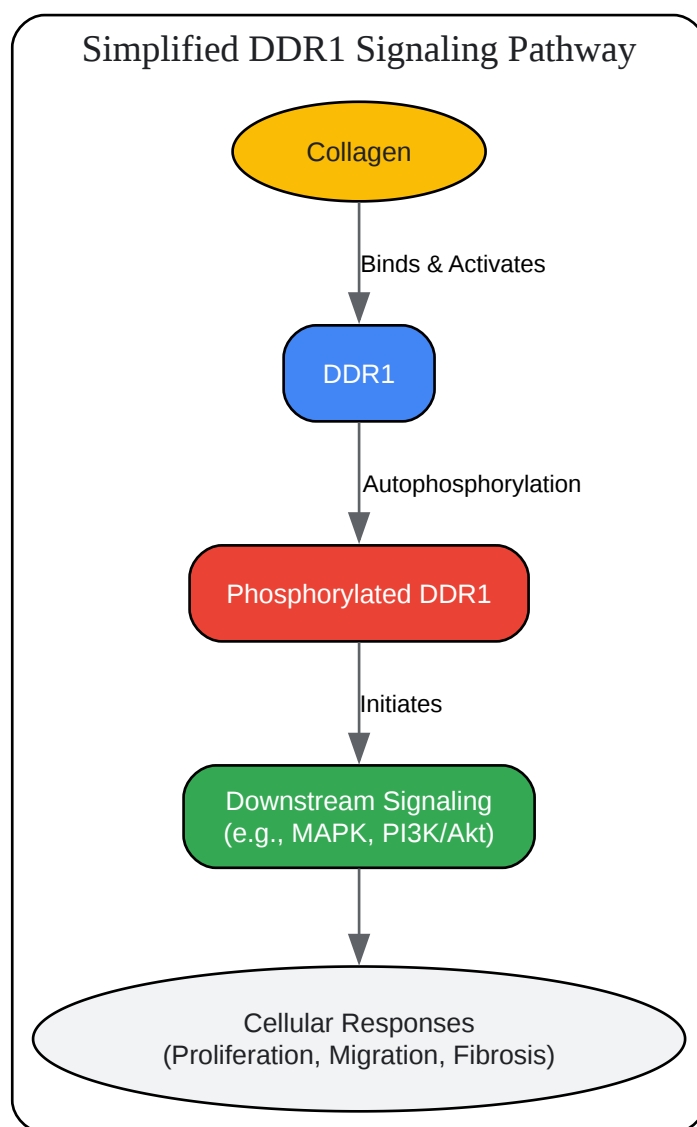 Simplified DDR1 Signaling Pathway
Collagen
Binds & Activates
DDR1
Autophosphorylation
Phosphorylated DDR1
Initiates
Downstream Signaling
(e.g., MAPK, PI3K/Akt)
Cellular Responses
(Proliferation, Migration, Fibrosis)